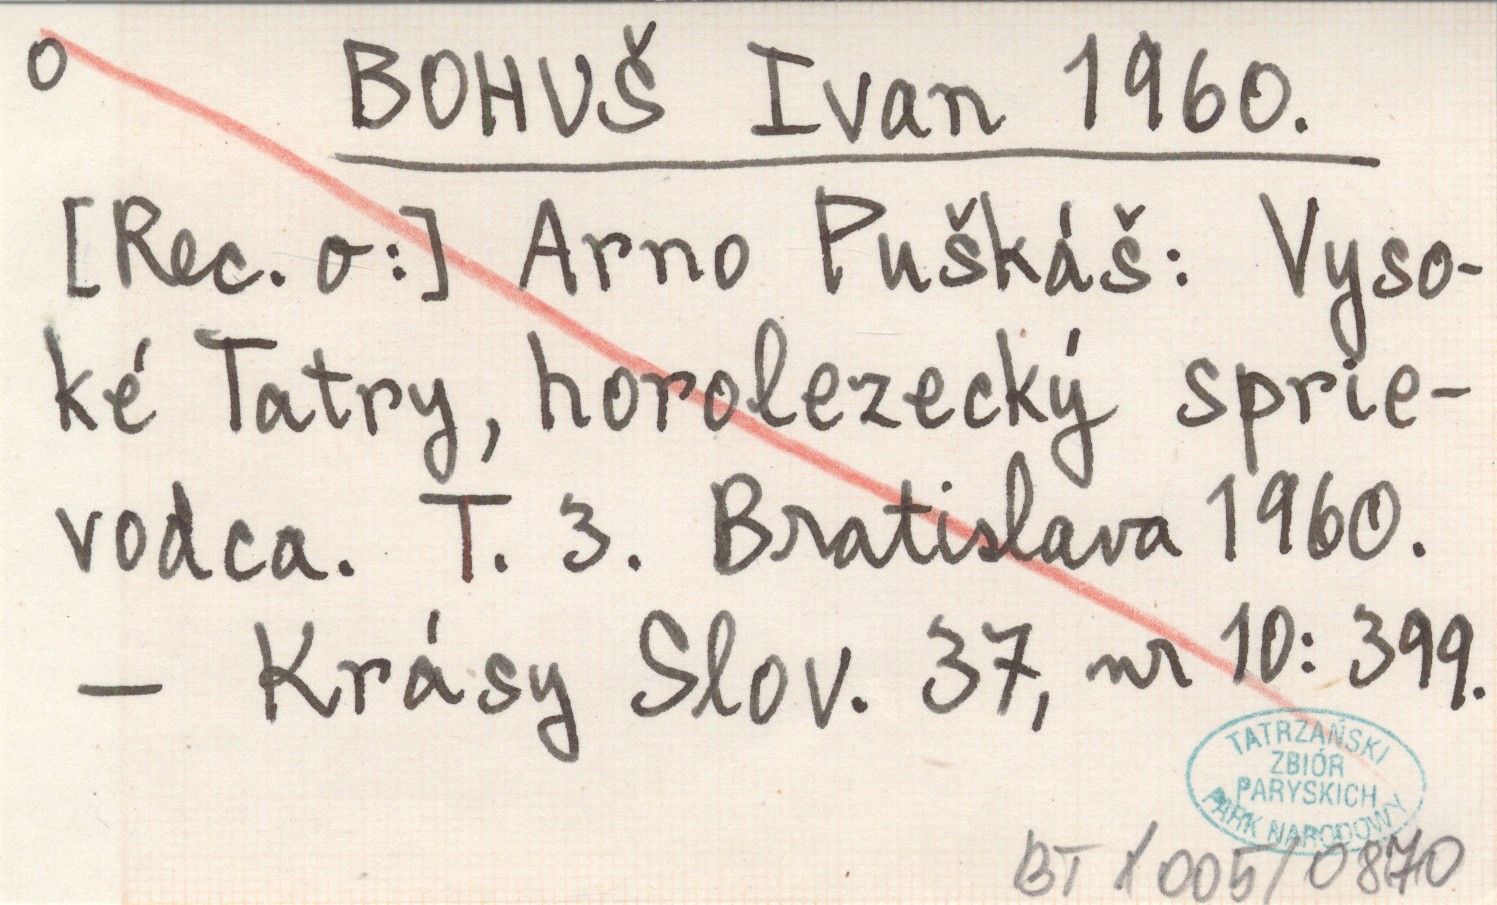 o BOHUŠ Ivan 1960.
[Rec. o:] Arno Puškáš: Vyso-
ké Tatry, horolezecký sprie-
vodca. T. 3. Bratislava 1960.
— Krásy Slov. 37, nr 10: 399.
TATRZAŃSKI
ZBIÓR
PARYSKICH
PARK NARODOWY
BT / 005 / 0870